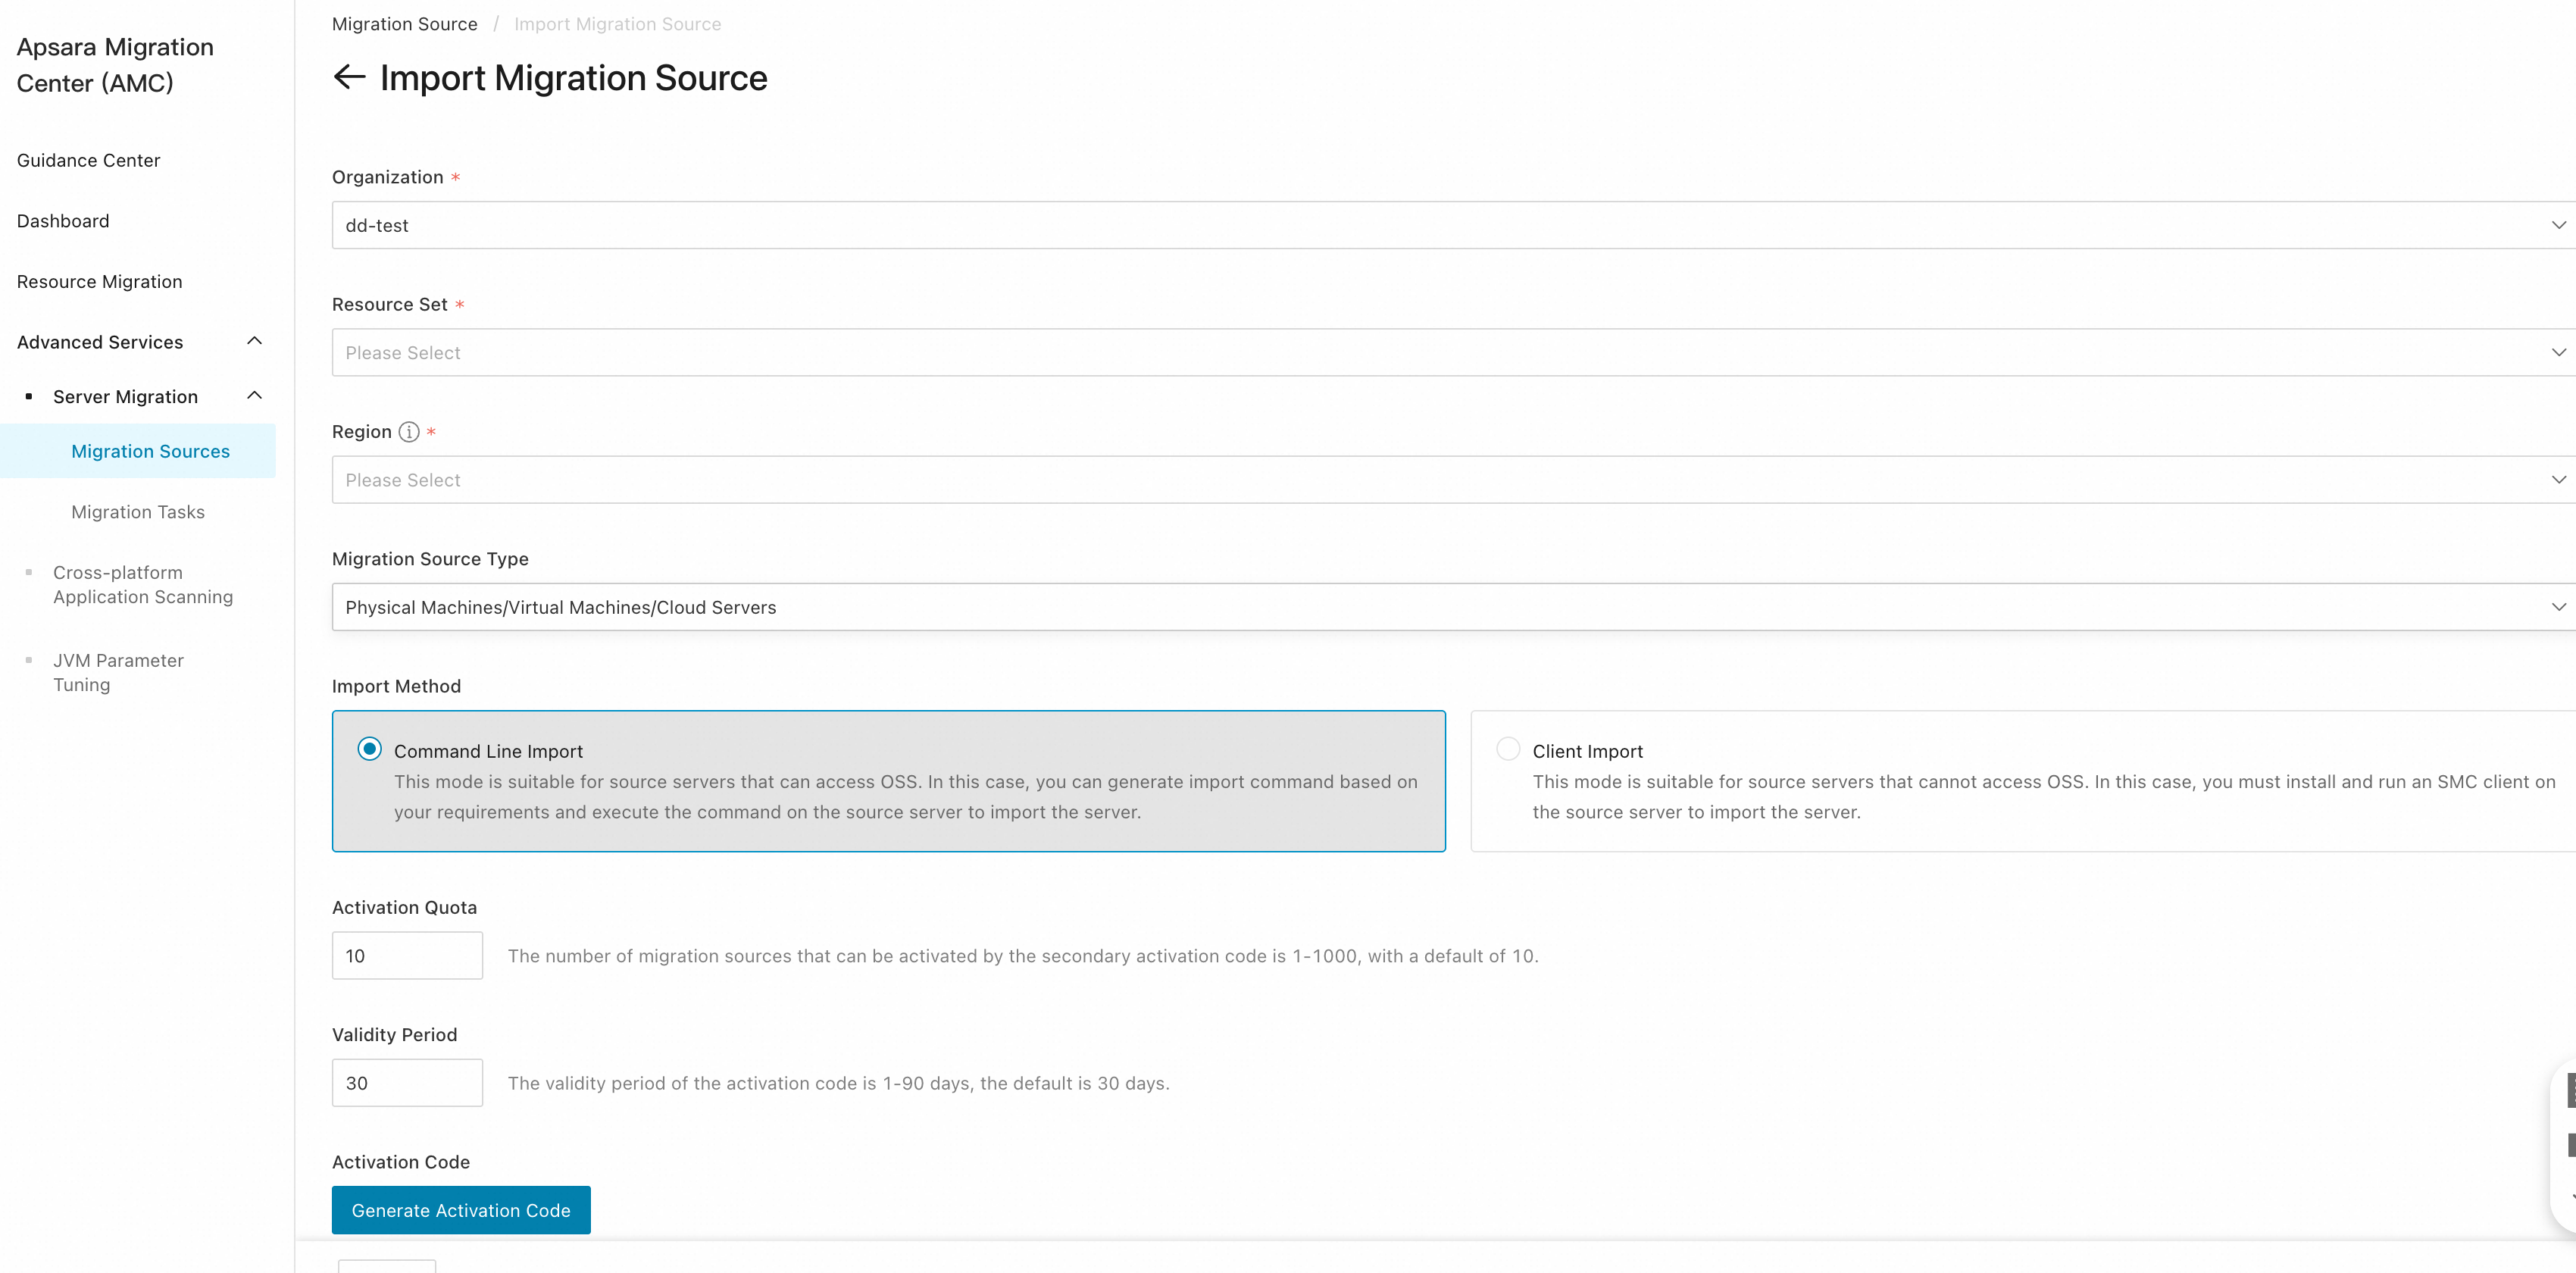 Apsara Migration
Center (AMC)
Guidance Center
Dashboard
Resource Migration
Advanced Services
Server Migration
Migration Sources
Migration Tasks
Cross-platform
Application Scanning
JVM Parameter
Tuning
Migration Source / Import Migration Source
← Import Migration Source
Organization *
dd-test
Resource Set *
Please Select
Region *
Please Select
Migration Source Type
Physical Machines/Virtual Machines/Cloud Servers
Import Method
Command Line Import
This mode is suitable for source servers that can access OSS. In this case, you can generate import command based on
your requirements and execute the command on the source server to import the server.
Client Import
This mode is suitable for source servers that cannot access OSS. In this case, you must install and run an SMC client on
the source server to import the server.
Activation Quota
10
The number of migration sources that can be activated by the secondary activation code is 1-1000, with a default of 10.
Validity Period
30
The validity period of the activation code is 1-90 days, the default is 30 days.
Activation Code
Generate Activation Code